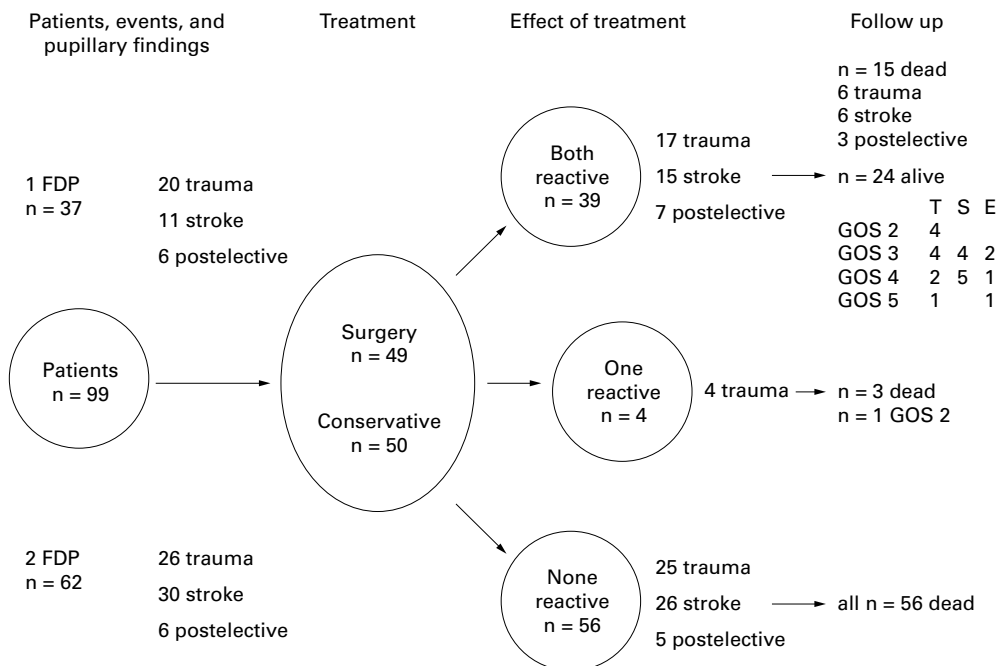 Patients, events, and
pupillary findings
Treatment
Effect of treatment
Follow up
1 FDP
n = 37
20 trauma
11 stroke
6 postelective
Patients
n = 99
2 FDP
n = 62
26 trauma
30 stroke
6 postelective
Surgery
n = 49
Conservative
n = 50
Both
reactive
n = 39
17 trauma
15 stroke
7 postelective
n = 15 dead
6 trauma
6 stroke
3 postelective
n = 24 alive
T S E
GOS 2 4
GOS 3 4 4 2
GOS 4 2 5 1
GOS 5 1 1
One
reactive
n = 4
4 trauma
n = 3 dead
n = 1 GOS 2
None
reactive
n = 56
25 trauma
26 stroke
5 postelective
all n = 56 dead